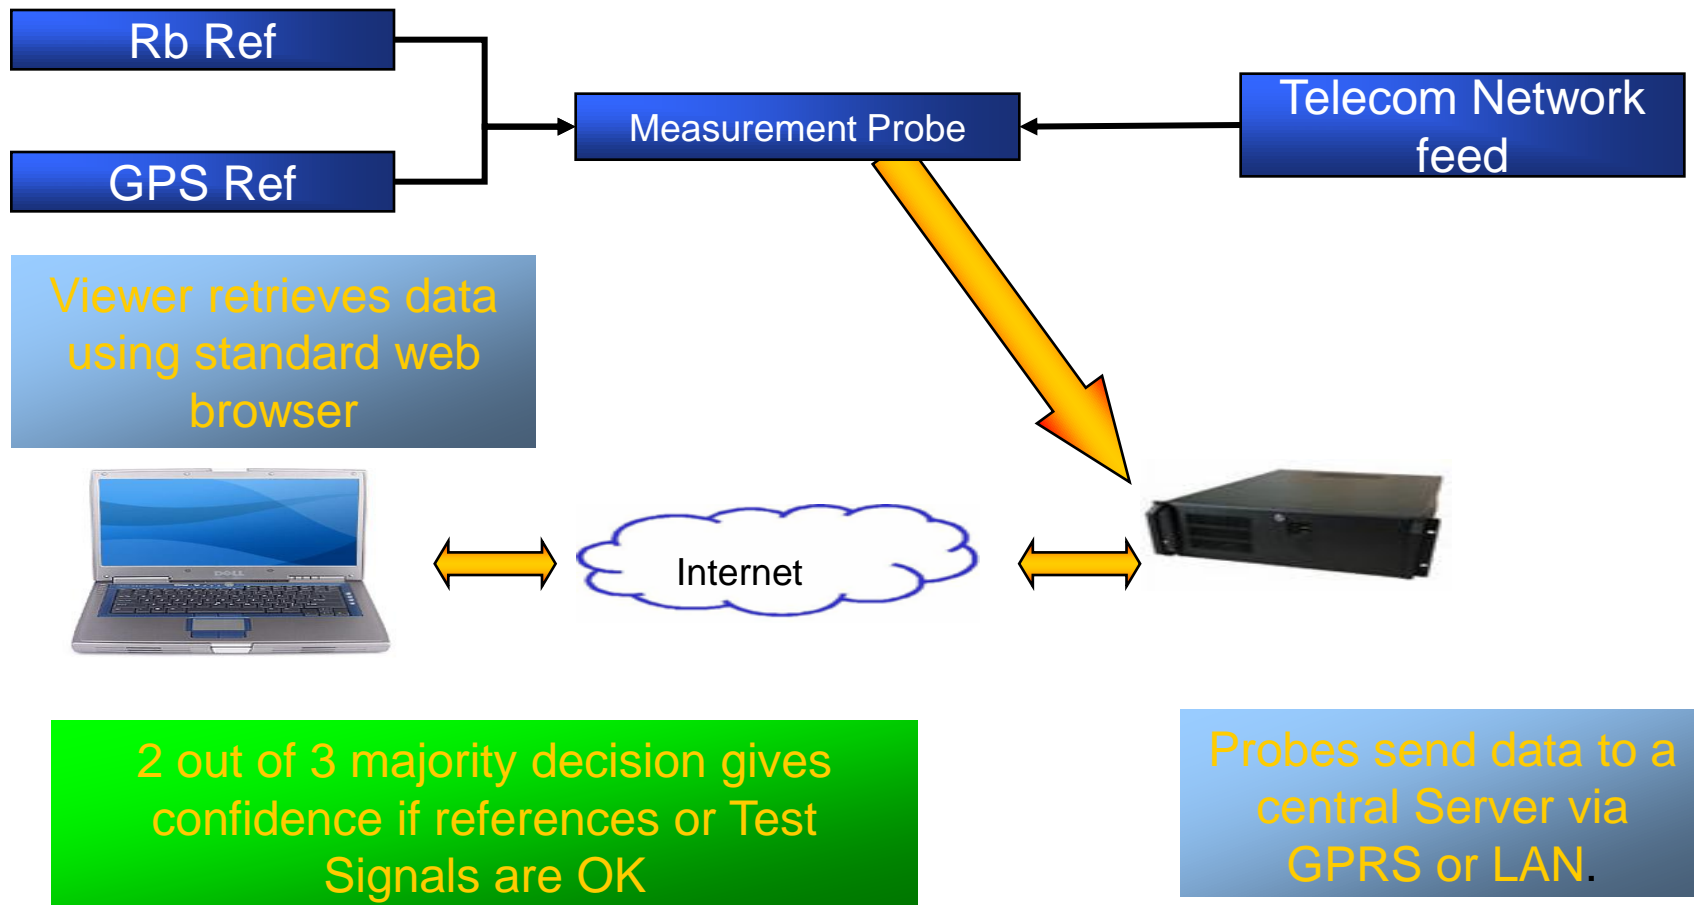 Rb Ref
GPS Ref
Measurement Probe
Telecom Network
feed
Viewer retrieves data
using standard web
browser
DELL
Internet
2 out of 3 majority decision gives
confidence if references or Test
Signals are OK
Probes send data to a
central Server via
GPRS or LAN.